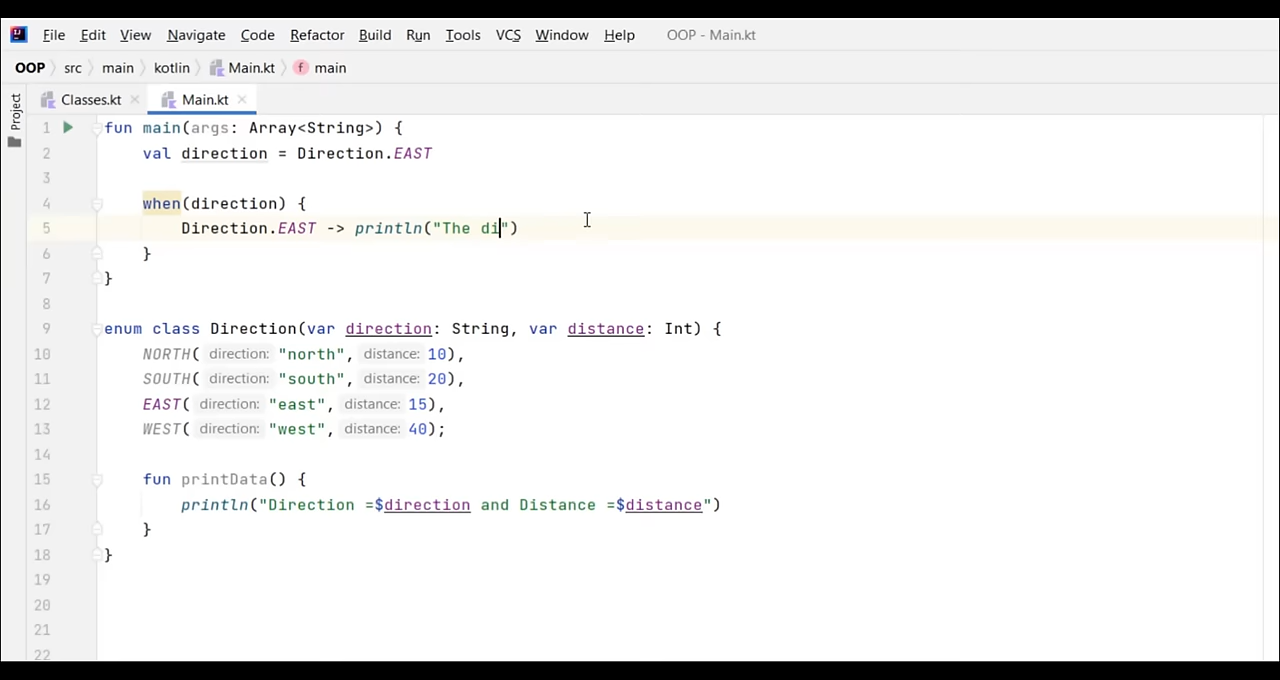 File Edit View Navigate Code Refactor Build Run Tools VCS Window Help OOP - Main.kt
OOP src main kotlin Main.kt main
Classes.kt Main.kt
Project
1 fun main(args: Array<String>) {
2 val direction = Direction.EAST
3
4 when(direction) {
5 Direction.EAST -> println("The di")
6 }
7 }
8
9 enum class Direction(var direction: String, var distance: Int) {
10 NORTH( direction: "north", distance: 10),
11 SOUTH( direction: "south", distance: 20),
12 EAST( direction: "east", distance: 15),
13 WEST( direction: "west", distance: 40);
14
15 fun printData() {
16 println("Direction =$direction and Distance =$distance")
17 }
18 }
19
20
21
22